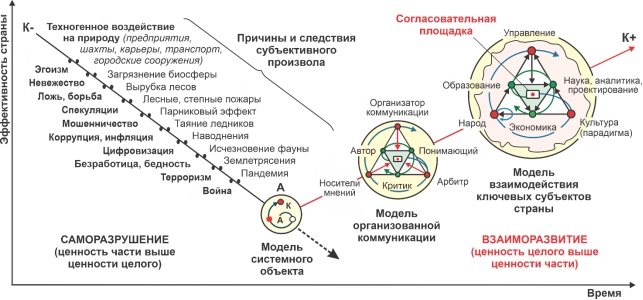 К-
Техногенное воздействие
на природу (предприятия,
шахты, карьеры, транспорт,
городские сооружения)
Причины и следствия
субъективного
произвола
Согласовательная
площадка
К+
Эффективность страны
Эгоизм
Невежество
Ложь, борьба
Спекуляции
Мошенничество
Коррупция, инфляция
Цифровизация
Безработица, бедность
Терроризм
Война
Загрязнение биосферы
Вырубка лесов
Лесные, степные пожары
Парниковый эффект
Таяние ледников
Наводнения
Исчезновение фауны
Землетрясения
Пандемия
А
К
А
Модель
системного
объекта
Организатор
коммуникации
Автор
Понимающий
Носители
мнений
Критик
Арбитр
Модель
организованной
коммуникации
Управление
Образование
Наука, аналитика,
проектирование
Народ
Экономика
Культура
(парадигма)
Модель
взаимодействия
ключевых субъектов
страны
САМОРАЗРУШЕНИЕ
(ценность части выше
ценности целого)
ВЗАИМОРАЗВИТИЕ
(ценность целого выше
ценности части)
Время